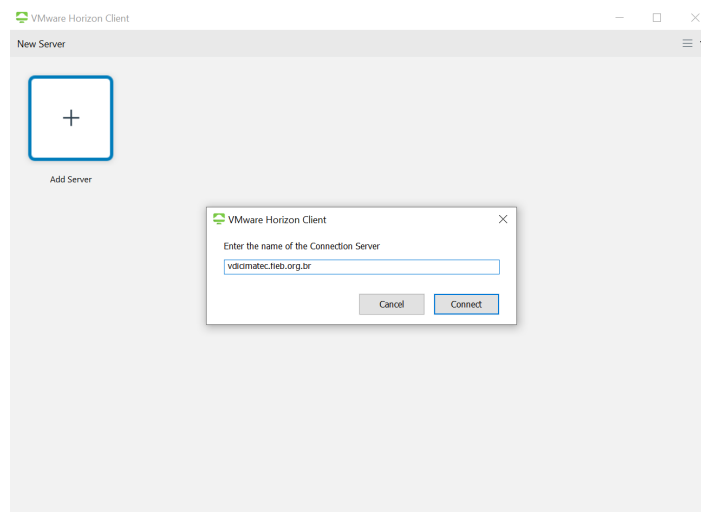 VMware Horizon Client
New Server
Add Server
VMware Horizon Client
Enter the name of the Connection Server
vdicimatec.fieb.org.br
Cancel
Connect